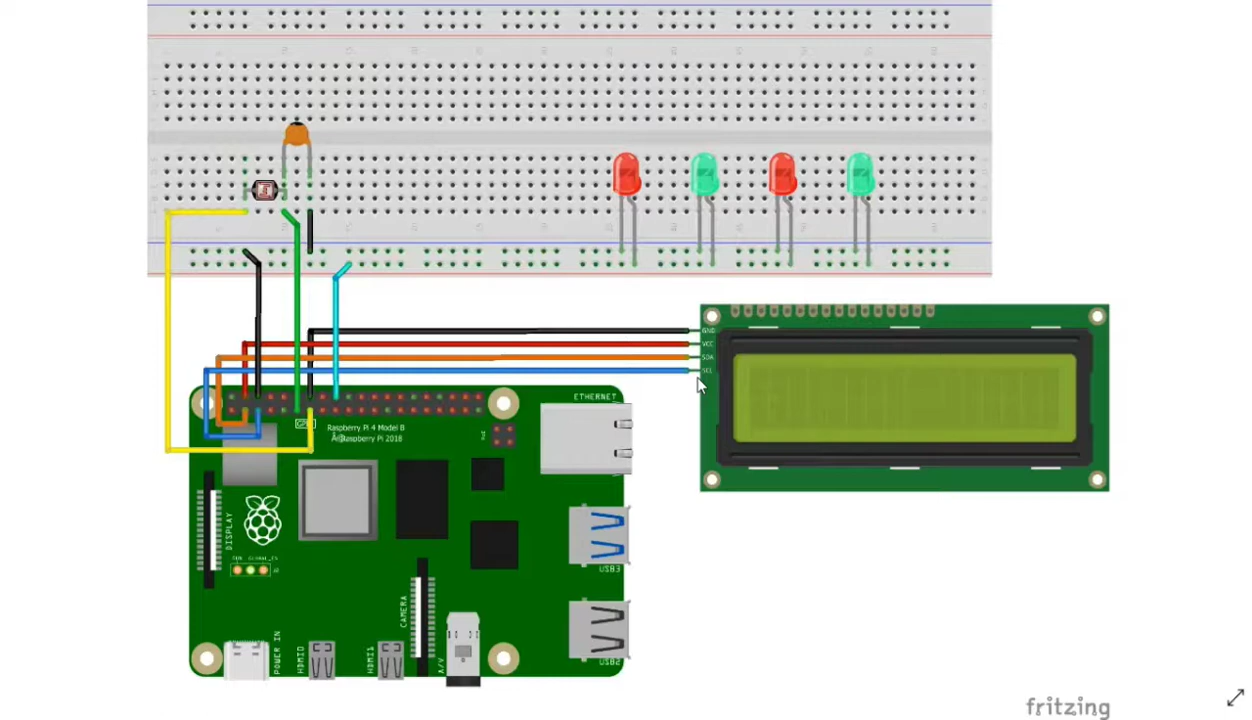 GND
VCC
SDA
SCL
ETHERNET
GPIO
Raspberry Pi 4 Model B
Raspberry Pi 2018
DISPLAY
USB3
CAMERA
USB2
POWER IN
HDMI0
HDMI1
A/V
fritzing